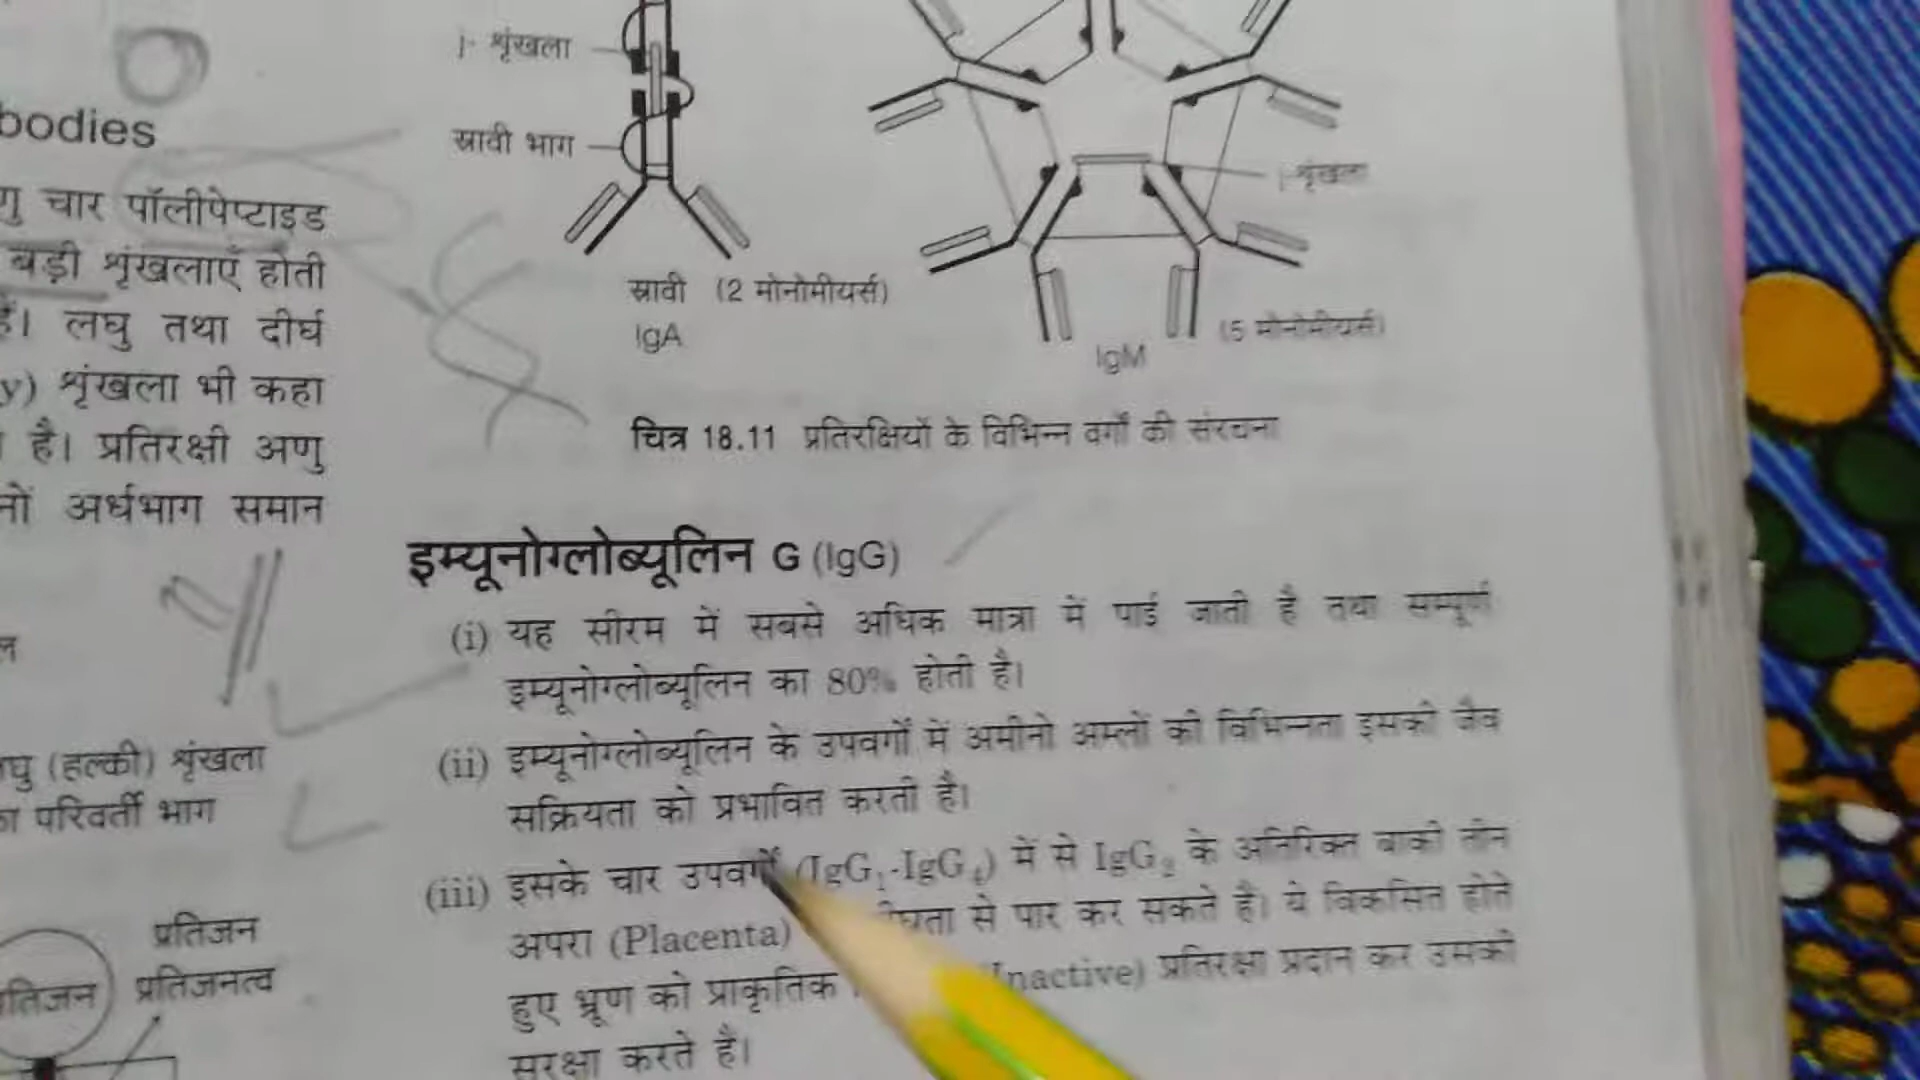 bodies
चार पॉलीपेप्टाइड
बड़ी शृंखलाएँ होती
हैं। लघु तथा दीर्घ
y) शृंखला भी कहा
है। प्रतिरक्षी अणु
अर्धभाग समान
(हल्की) शृंखला
परिवर्ती भाग
प्रतिजन
प्रतिजनत्व
j- शृंखला
स्रावी भाग
स्रावी (2 मोनोमीयर्स)
IgA
j-शृंखला
(5 मोनोमीयर्स)
IgM
चित्र 18.11 प्रतिरक्षियों के विभिन्न वर्गों की संरचना
इम्यूनोग्लोब्यूलिन G (IgG)
(i) यह सीरम में सबसे अधिक मात्रा में पाई जाती है तथा सम्पूर्ण
इम्यूनोग्लोब्यूलिन का 80% होती है।
(ii) इम्यूनोग्लोब्यूलिन के उपवर्गों में अमीनो अम्लों की विभिन्नता इसकी जैव
सक्रियता को प्रभावित करती है।
(iii) इसके चार उपवर्गों (IgG₁-IgG₄) में से IgG₂ के अतिरिक्त बाकी तीन
अपरा (Placenta) से पार कर सकते हैं। ये विकसित होते
हुए भ्रूण को प्राकृतिक Inactive) प्रतिरक्षा प्रदान कर उसकी
सुरक्षा करते हैं।